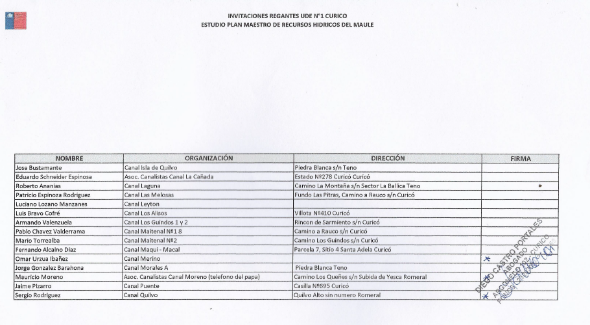 INVITACIONES REGANTES UDE N°1 CURICO
ESTUDIO PLAN MAESTRO DE RECURSOS HIDRICOS DEL MAULE
NOMBRE ORGANIZACIÓN DIRECCIÓN FIRMA
Jose Bustamante Canal Isla de Quilvo Piedra Blanca s/n Teno
Eduardo Schneider Espinosa Asoc. Canalistas Canal La Cañada Estado Nº278 Curicó Curicó
Roberto Ananias Canal Laguna Camino La Montaña s/n Sector La Ballica Teno
Patricio Espinoza Rodriguez Canal Las Melosas Fundo Las Pitras, Camino a Rauco s/n Curicó
Luciano Lozano Manzanas Canal Leyton
Luis Bravo Cofré Canal Los Alisos Villota Nº410 Curicó
Armando Valenzuela Canal Los Guindos 1 y 2 Rincon de Sarmiento s/n Curicó
Pablo Chavez Valderrama Canal Maitenal Nº1 B Camino a Rauco s/n Curicó
Mario Torrealba Canal Maitenal Nº2 Camino Los Guindos s/n Curicó
Fernando Alcaino Diaz Canal Maqui - Macal Parcela 7, Sitio 4 Santa Adela Curicó
Omar Urzua Ibañez Canal Marino
Jorge Gonzalez Barahona Canal Morales A Piedra Blanca Teno
Mauricio Moreno Asoc. Canalistas Canal Moreno (telefono del papa) Camino Los Queñes s/n Subida de Yesca Romeral
Jaime Pizarro Canal Puente Casilla Nº895 Curicó
Sergio Rodriguez Canal Quilvo Quilvo Alto sin numero Romeral
DIEGO CASTRO PORTALES
ABOGADO